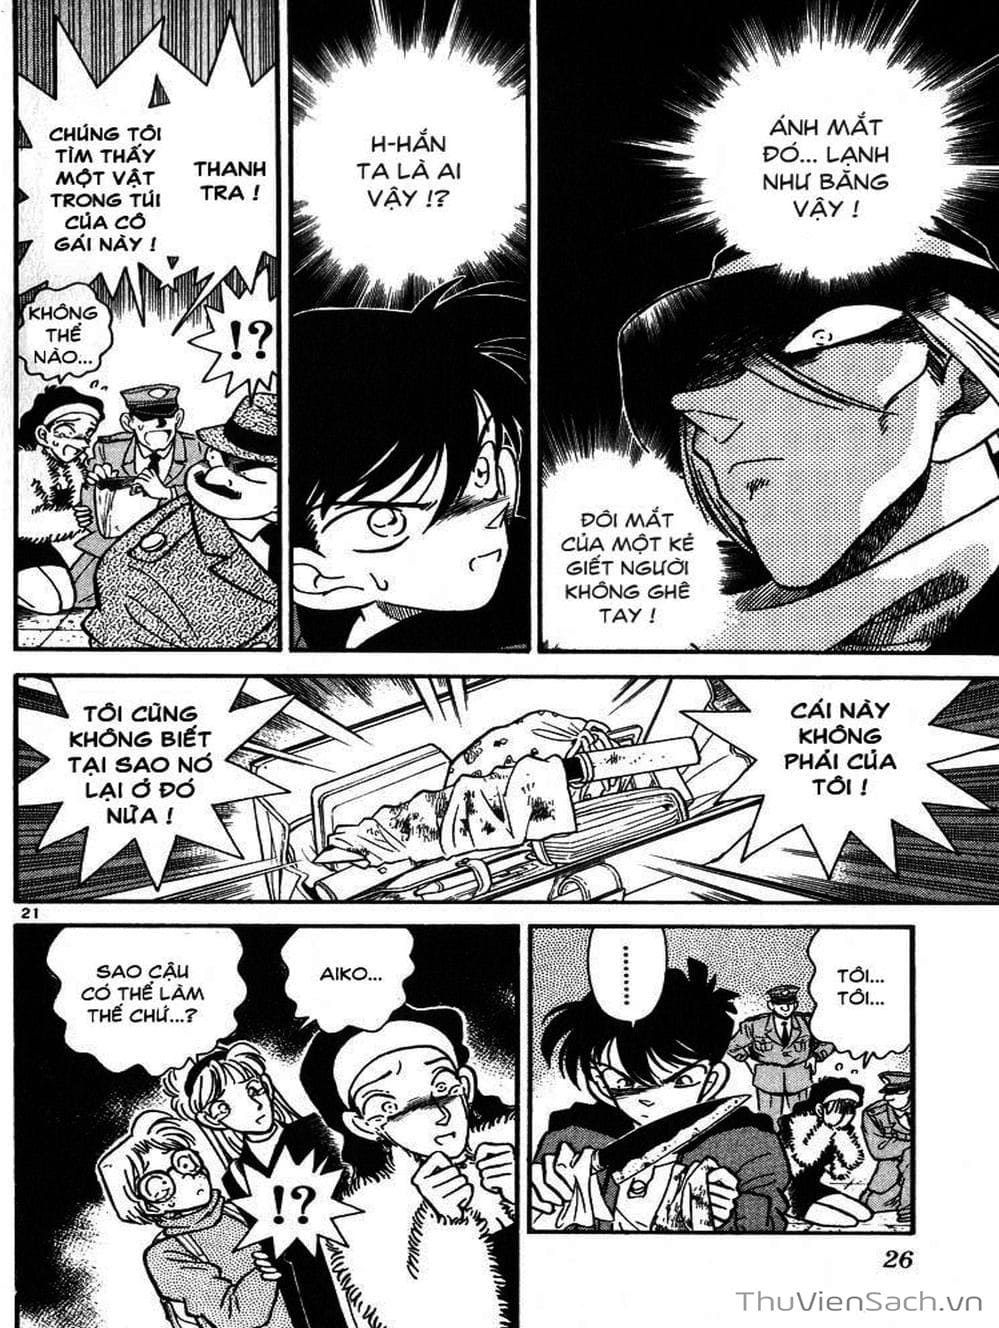 ÁNH MẮT
ĐÓ... LẠNH
NHƯ BĂNG
VẬY !
ĐÔI MẮT
CỦA MỘT KẺ
GIẾT NGƯỜI
KHÔNG GHÊ
TAY !
H-HẮN
TA LÀ AI
VẬY !?
THANH
TRA !
CHÚNG TÔI
TÌM THẤY
MỘT VẬT
TRONG TÚI
CỦA CÔ
GÁI NÀY !
!?
KHÔNG
THỂ
NÀO...
CÁI NÀY
KHÔNG
PHẢI CỦA
TÔI !
TÔI CŨNG
KHÔNG BIẾT
TẠI SAO NÓ
LẠI Ở ĐÓ
NỮA !
21
TÔI...
TÔI...
.........
AIKO...
SAO CẬU
CÓ THỂ LÀM
THẾ CHỨ...?
!?
26
ThuVienSach.vn